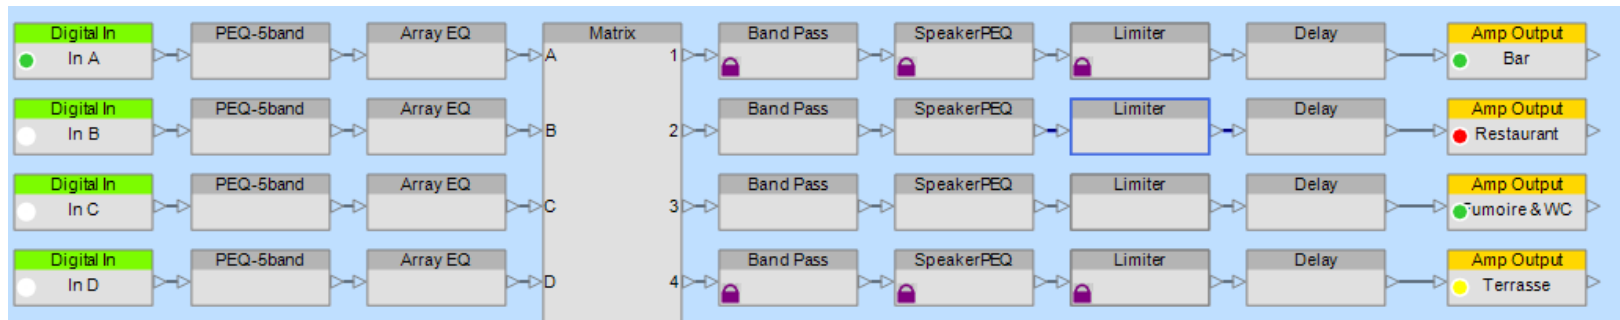 Digital In PEQ-5band Array EQ Matrix Band Pass SpeakerPEQ Limiter Delay Amp Output
In A A 1 Bar
Digital In PEQ-5band Array EQ Band Pass SpeakerPEQ Limiter Delay Amp Output
In B B 2 Restaurant
Digital In PEQ-5band Array EQ Band Pass SpeakerPEQ Limiter Delay Amp Output
In C C 3 Fumoire & WC
Digital In PEQ-5band Array EQ Band Pass SpeakerPEQ Limiter Delay Amp Output
In D D 4 Terrasse